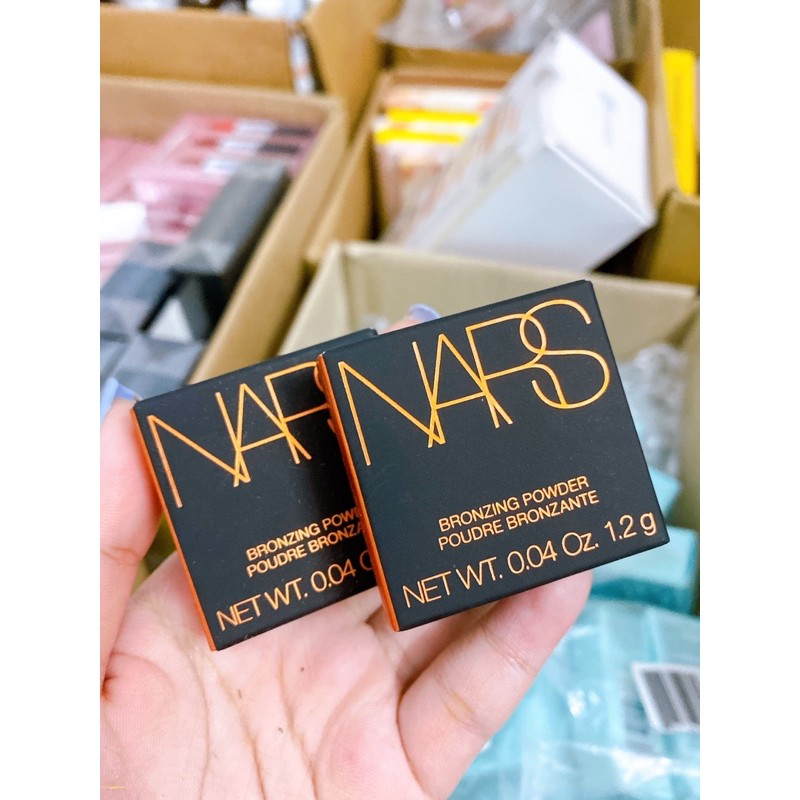 NARS
BRONZING POW
POUDRE BRONZA
NET WT. 0.04
NARS
BRONZING POWDER
POUDRE BRONZANTE
NET WT. 0.04 Oz. 1.2 g